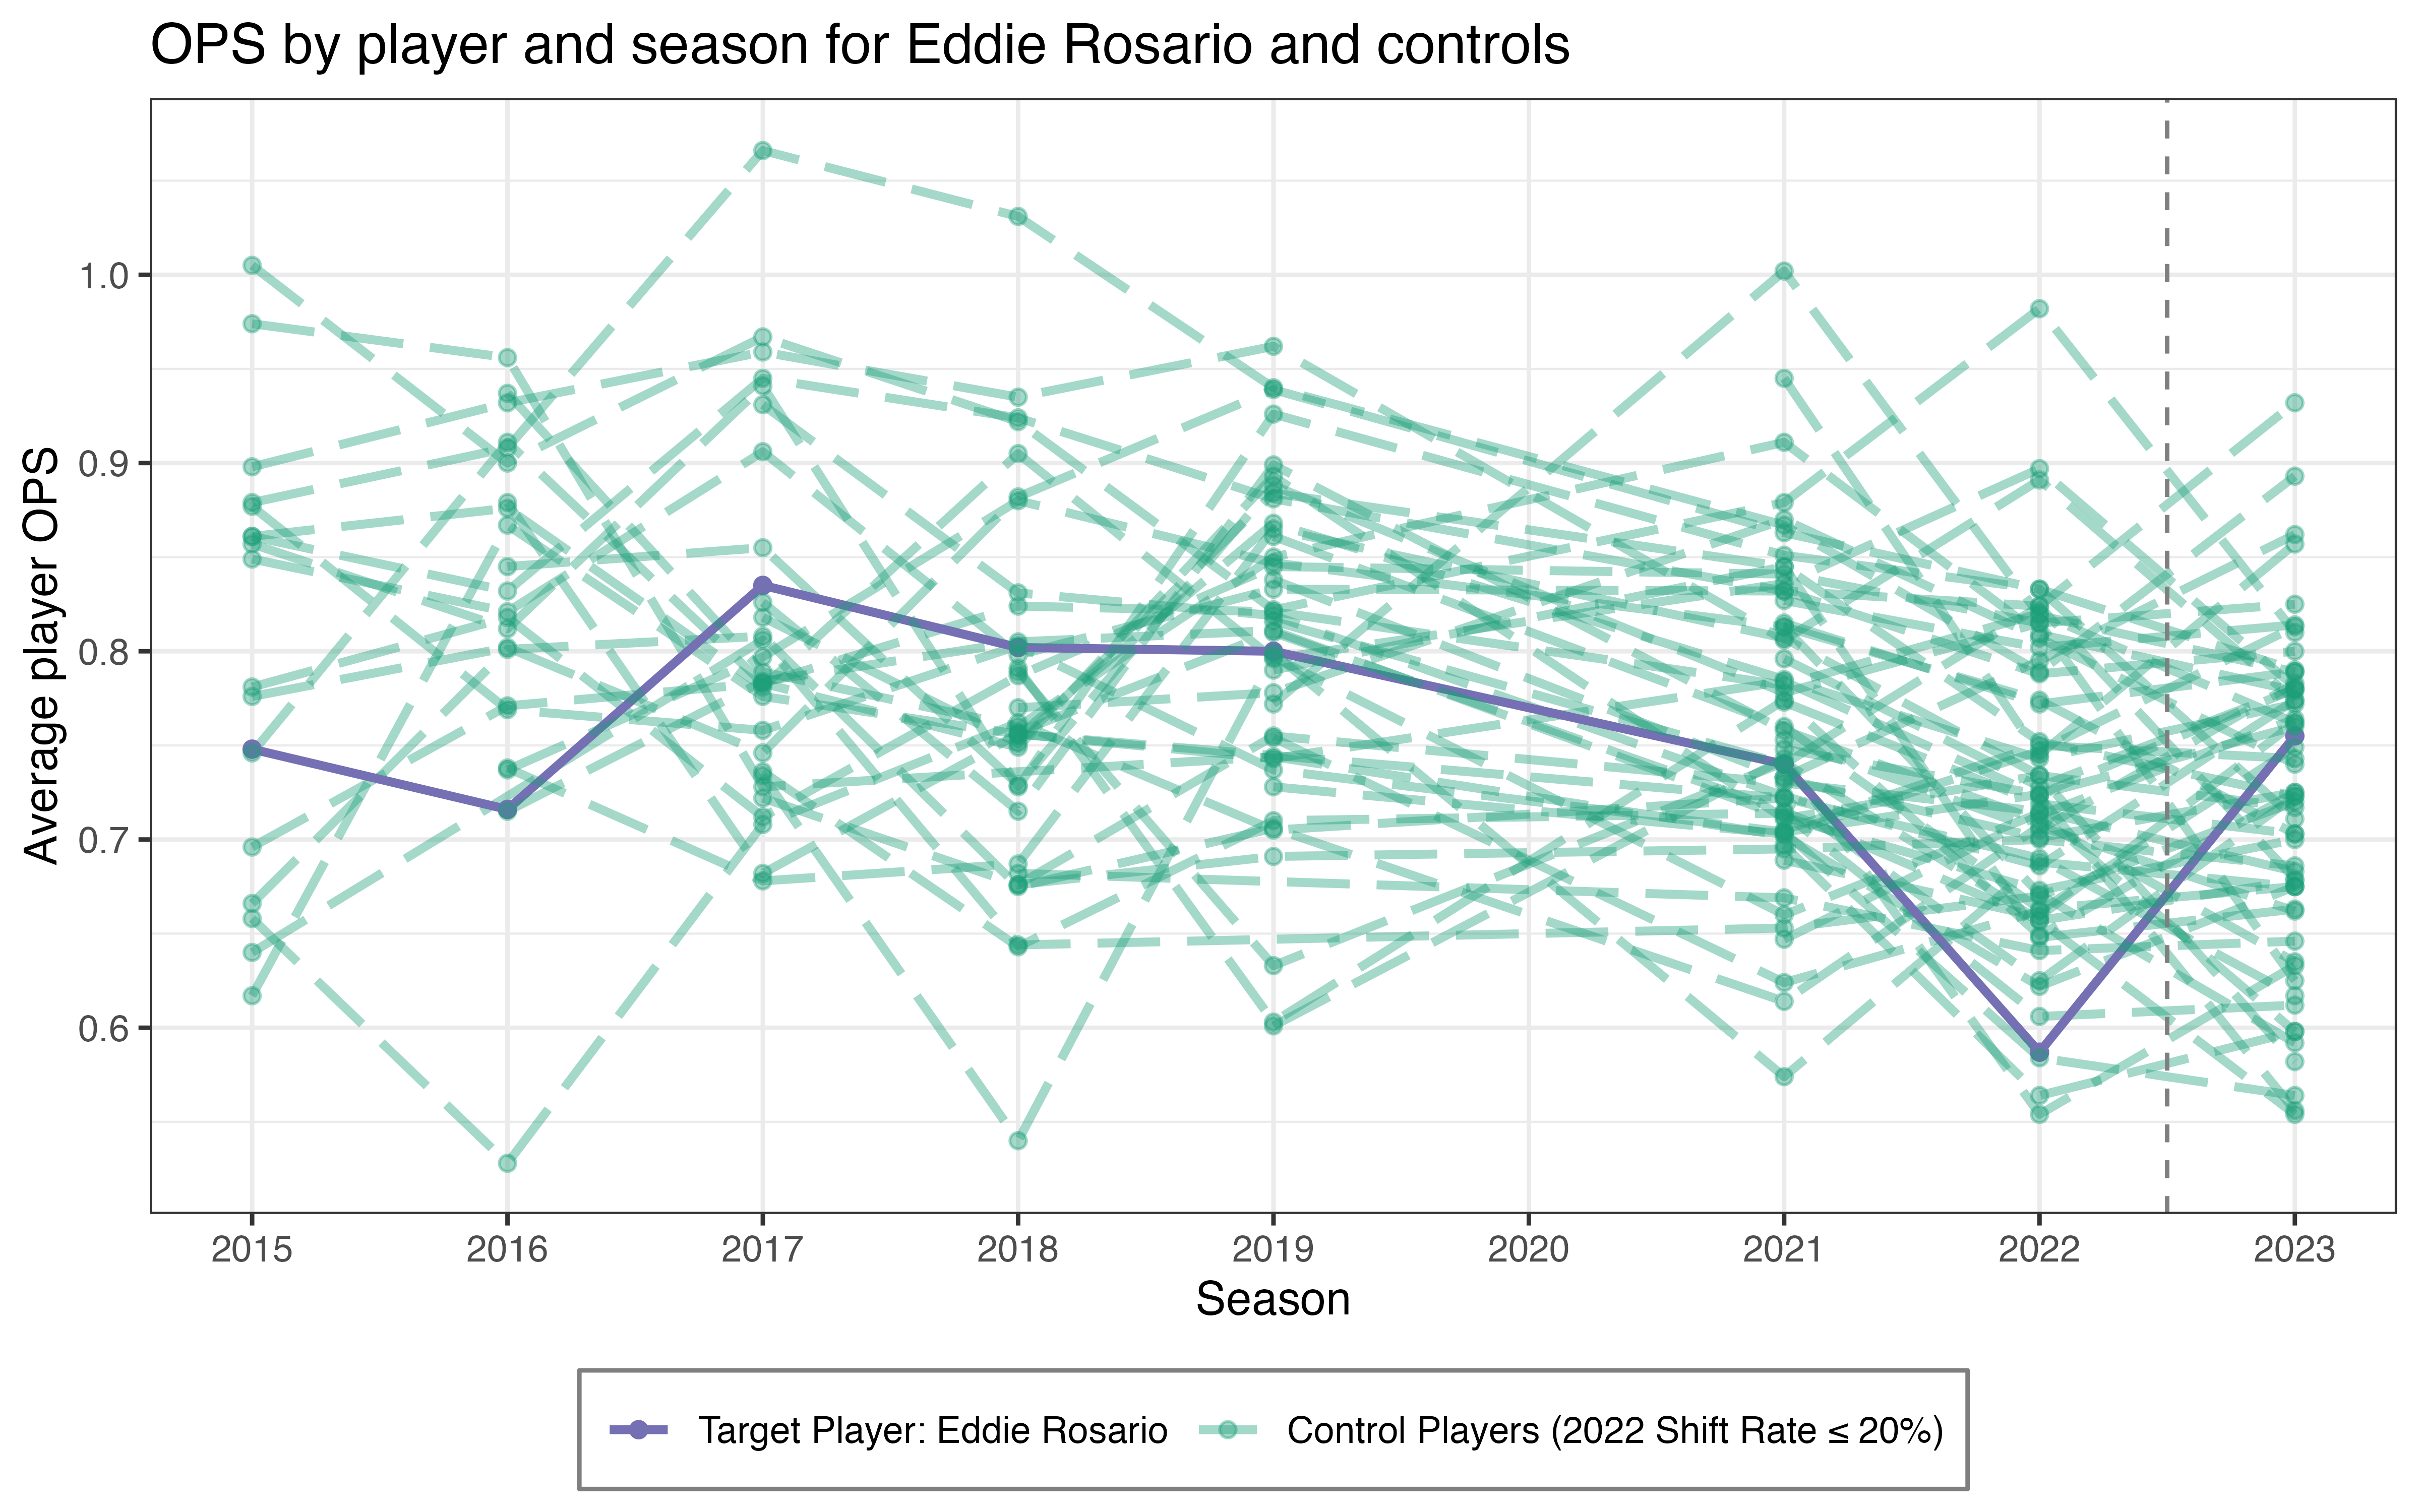 OPS by player and season for Eddie Rosario and controls
Average player OPS
1.0
0.9
0.8
0.7
0.6
2015 2016 2017 2018 2019 2020 2021 2022 2023
Season
Target Player: Eddie Rosario Control Players (2022 Shift Rate ≤ 20%)